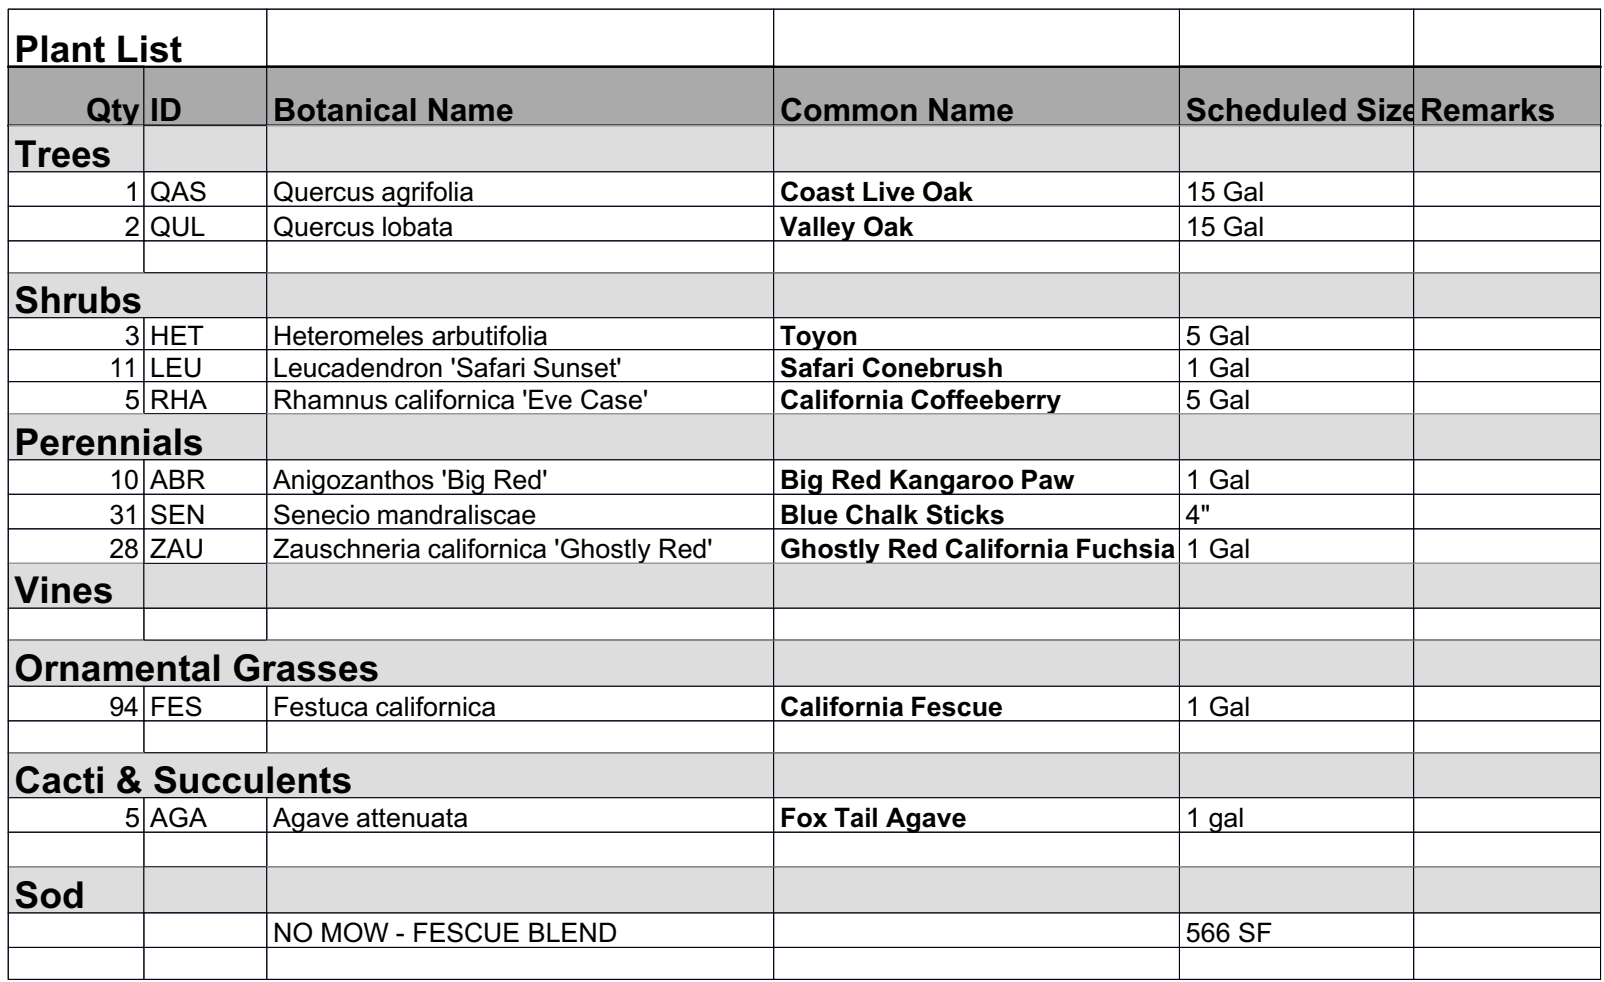 Plant List
Qty ID Botanical Name Common Name Scheduled Size Remarks
Trees
1 QAS Quercus agrifolia Coast Live Oak 15 Gal
2 QUL Quercus lobata Valley Oak 15 Gal
Shrubs
3 HET Heteromeles arbutifolia Toyon 5 Gal
11 LEU Leucadendron 'Safari Sunset' Safari Conebrush 1 Gal
5 RHA Rhamnus californica 'Eve Case' California Coffeeberry 5 Gal
Perennials
10 ABR Anigozanthos 'Big Red' Big Red Kangaroo Paw 1 Gal
31 SEN Senecio mandraliscae Blue Chalk Sticks 4"
28 ZAU Zauschneria californica 'Ghostly Red' Ghostly Red California Fuchsia 1 Gal
Vines
Ornamental Grasses
94 FES Festuca californica California Fescue 1 Gal
Cacti & Succulents
5 AGA Agave attenuata Fox Tail Agave 1 gal
Sod
NO MOW - FESCUE BLEND 566 SF